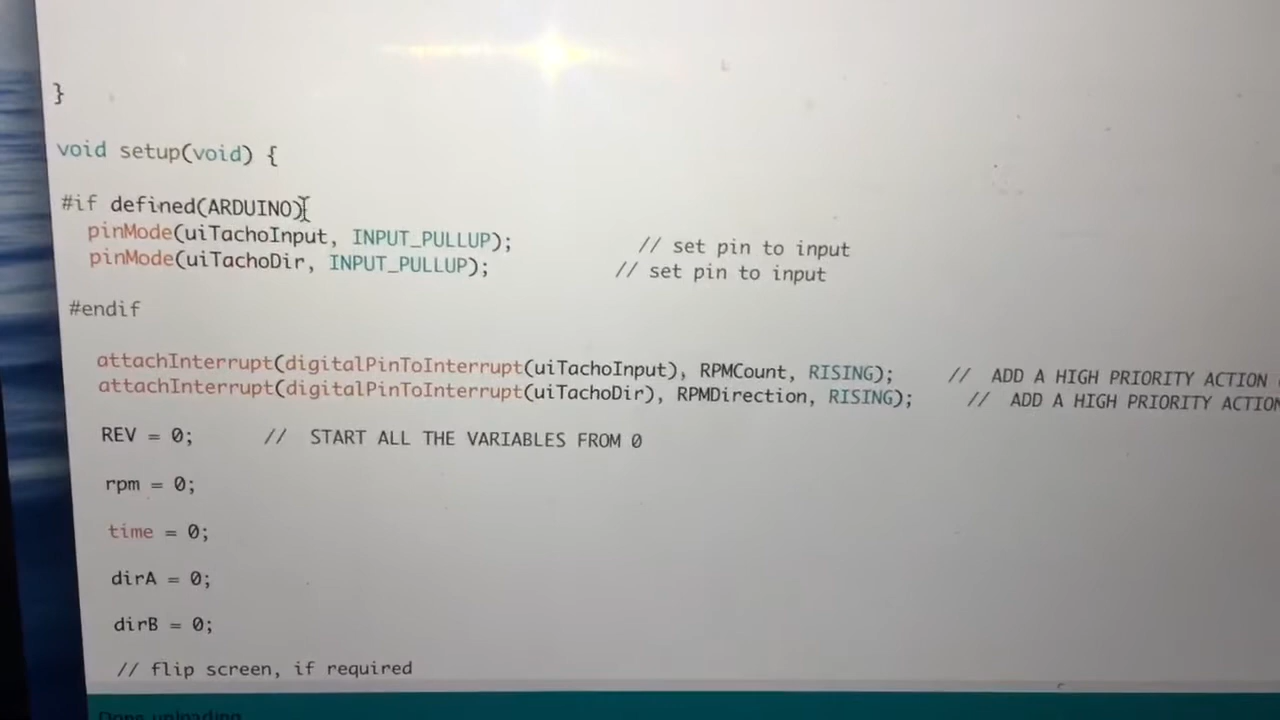 }
void setup(void) {
#if defined(ARDUINO)
pinMode(uiTachoInput, INPUT_PULLUP); // set pin to input
pinMode(uiTachoDir, INPUT_PULLUP); // set pin to input
#endif
attachInterrupt(digitalPinToInterrupt(uiTachoInput), RPMCount, RISING); // ADD A HIGH PRIORITY ACTION
attachInterrupt(digitalPinToInterrupt(uiTachoDir), RPMDirection, RISING); // ADD A HIGH PRIORITY ACTION
REV = 0; // START ALL THE VARIABLES FROM 0
rpm = 0;
time = 0;
dirA = 0;
dirB = 0;
// flip screen, if required
Done uploading